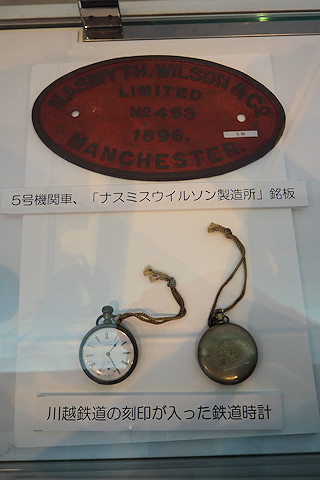 NASMYTH, WILSON & Co.
LIMITED
No 493
1896.
MANCHESTER.
5号機関車、「ナスミスウイルソン製造所」銘板
川越鉄道の刻印が入った鉄道時計